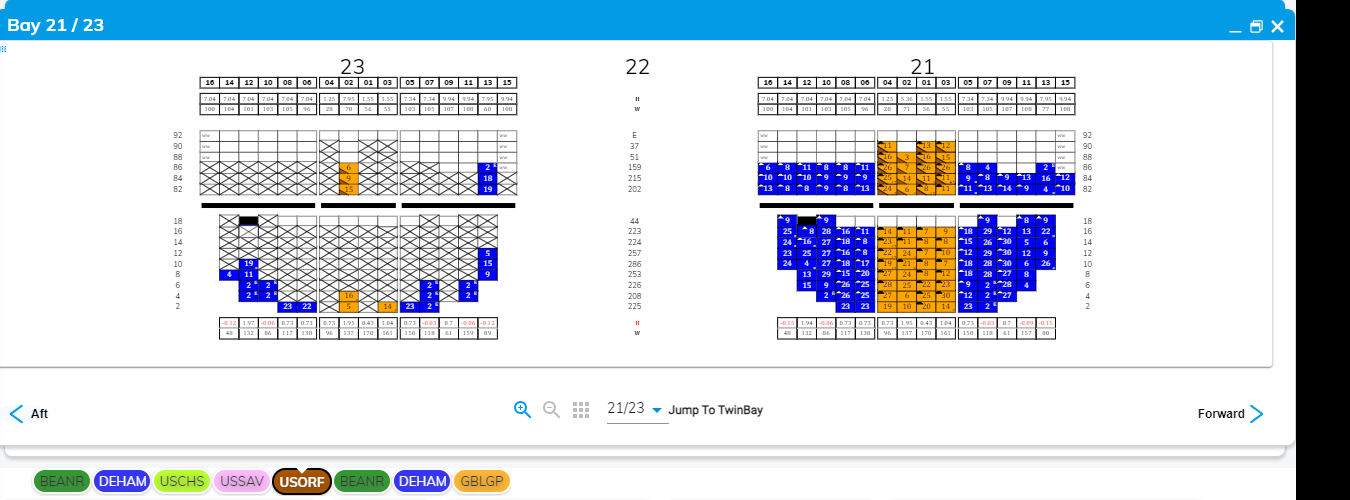 Bay 21 / 23
23 22 21
16 14 12 10 08 06 04 02 01 03 05 07 09 11 13 15 16 14 12 10 08 06 04 02 01 03 05 07 09 11 13 15
7.04 7.04 7.04 7.04 7.04 7.04 1.25 7.95 1.55 1.55 7.34 7.34 9.94 9.94 7.95 9.94 H 7.04 7.04 7.04 7.04 7.04 7.04 1.25 5.36 1.55 1.55 7.34 7.34 9.94 9.94 7.95 9.94
100 104 101 103 105 96 28 70 56 55 103 105 107 108 60 108 W 100 104 101 103 105 96 28 71 56 55 103 105 107 108 77 108
92 WW WW E WW WW 92
90 WW WW 37 WW 11 13 12 WW 90
88 WW WW 51 WW 16 3 16 15 WW 88
86 6 2 WW 159 6 8 8 8 8 11 8 4 2 WW 86
84 9 18 215 10 10 10 9 8 8 25 14 11 11 9 8 9 13 16 12 84
82 15 19 202 13 8 8 9 8 13 24 6 8 11 11 13 14 9 4 10 82
18 44 9 9 9 8 9 18
16 223 25 8 28 16 11 14 11 7 9 18 29 12 13 22 16
14 224 24 16 27 18 8 23 11 8 8 15 26 30 5 6 14
12 5 257 23 25 27 16 8 24 24 7 10 15 28 30 12 9 12
10 19 15 286 24 4 27 18 17 19 21 8 7 18 28 30 6 26 10
8 4 11 9 253 13 29 15 20 27 24 8 12 18 28 27 8 8
6 2 2 2 2 226 15 9 26 25 28 25 22 23 9 2 28 4 6
4 2 2 16 2 2 208 2 26 25 27 6 25 30 12 2 27 4
2 23 22 5 14 23 2 225 23 23 19 10 20 14 23 2 2
-0.12 1.97 -0.06 0.73 0.73 0.73 1.95 0.43 1.04 0.73 -0.03 0.7 -0.06 -0.12 H -0.15 1.94 -0.06 0.73 0.73 0.73 1.95 0.43 1.04 0.73 -0.03 0.7 -0.09 -0.15
48 132 86 117 138 96 137 170 161 150 118 61 159 89 W 48 132 86 117 138 96 137 170 161 150 118 61 157 80
Aft 21/23 Jump To TwinBay Forward
BEANR DEHAM USCHS USSAV USORF BEANR DEHAM GBLGP